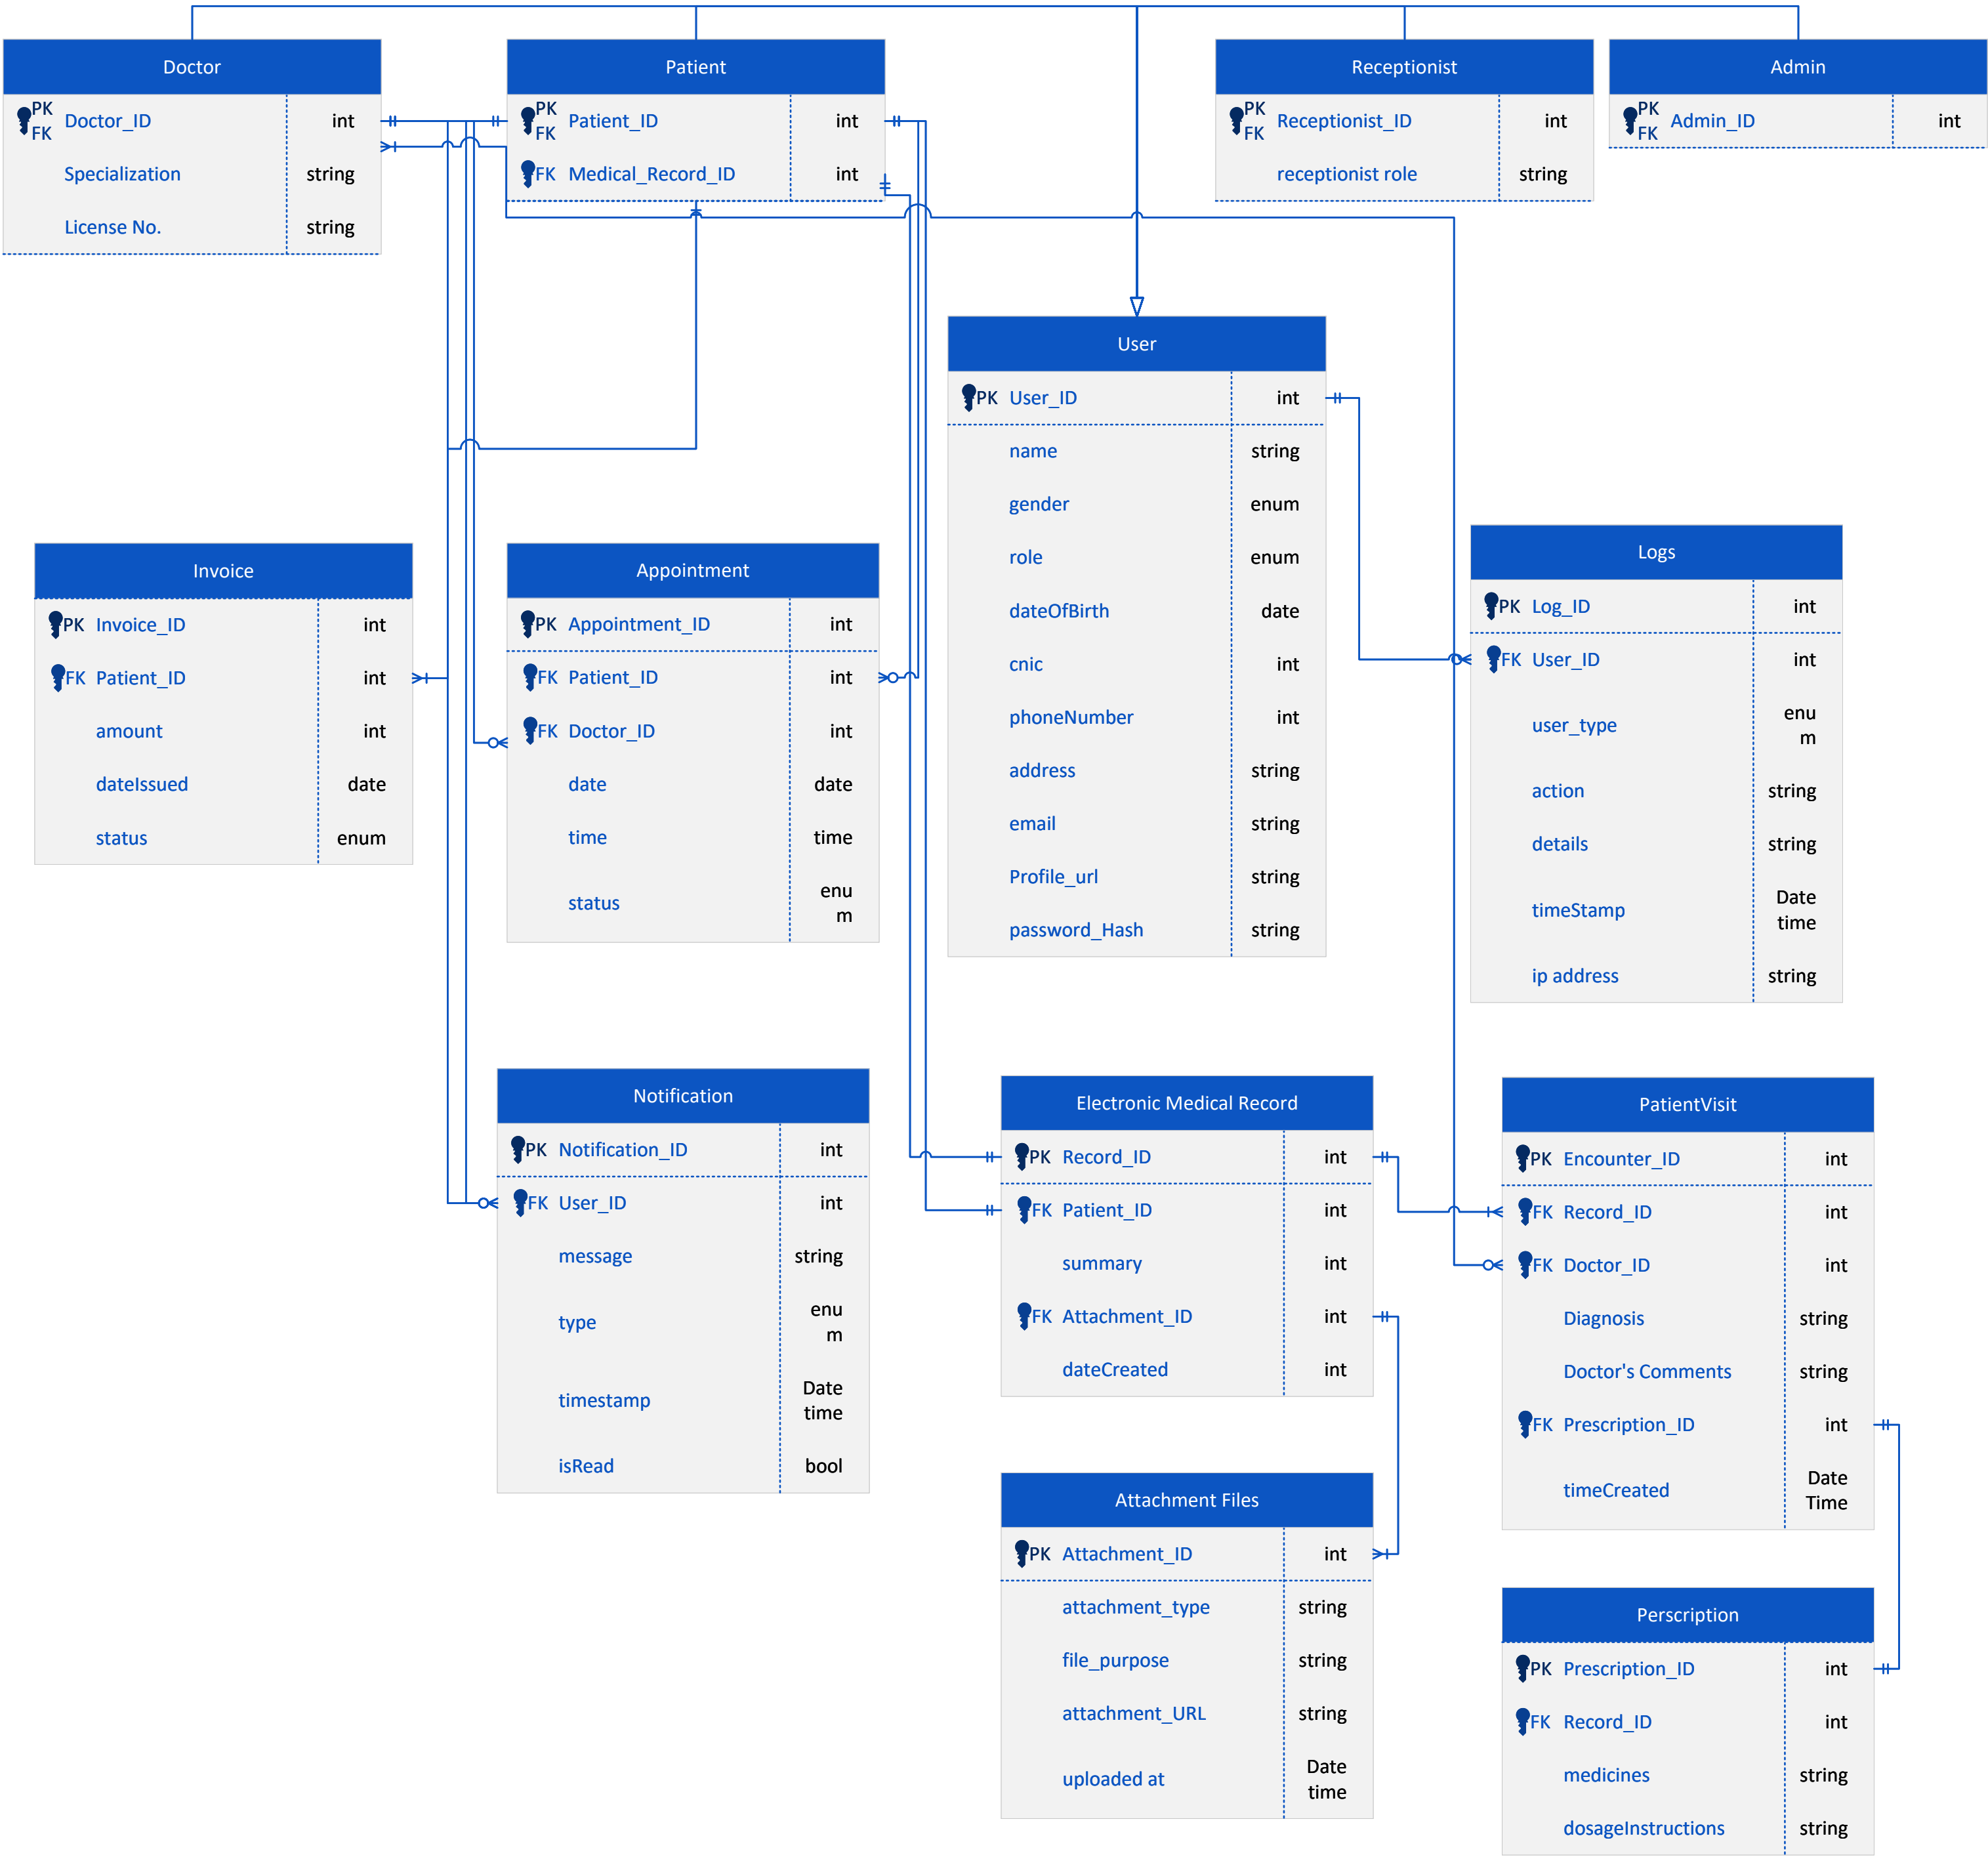 Doctor
PK
FK Doctor_ID int
Specialization string
License No. string
Patient
PK
FK Patient_ID int
FK Medical_Record_ID int
Receptionist
PK
FK Receptionist_ID int
receptionist role string
Admin
PK
FK Admin_ID int
User
PK User_ID int
name string
gender enum
role enum
dateOfBirth date
cnic int
phoneNumber int
address string
email string
Profile_url string
password_Hash string
Invoice
PK Invoice_ID int
FK Patient_ID int
amount int
dateIssued date
status enum
Appointment
PK Appointment_ID int
FK Patient_ID int
FK Doctor_ID int
date date
time time
status enu
m
Logs
PK Log_ID int
FK User_ID int
user_type enu
m
action string
details string
timeStamp Date
time
ip address string
Notification
PK Notification_ID int
FK User_ID int
message string
type enu
m
timestamp Date
time
isRead bool
Electronic Medical Record
PK Record_ID int
FK Patient_ID int
summary int
FK Attachment_ID int
dateCreated int
PatientVisit
PK Encounter_ID int
FK Record_ID int
FK Doctor_ID int
Diagnosis string
Doctor's Comments string
FK Prescription_ID int
timeCreated Date
Time
Attachment Files
PK Attachment_ID int
attachment_type string
file_purpose string
attachment_URL string
uploaded at Date
time
Perscription
PK Prescription_ID int
FK Record_ID int
medicines string
dosageInstructions string